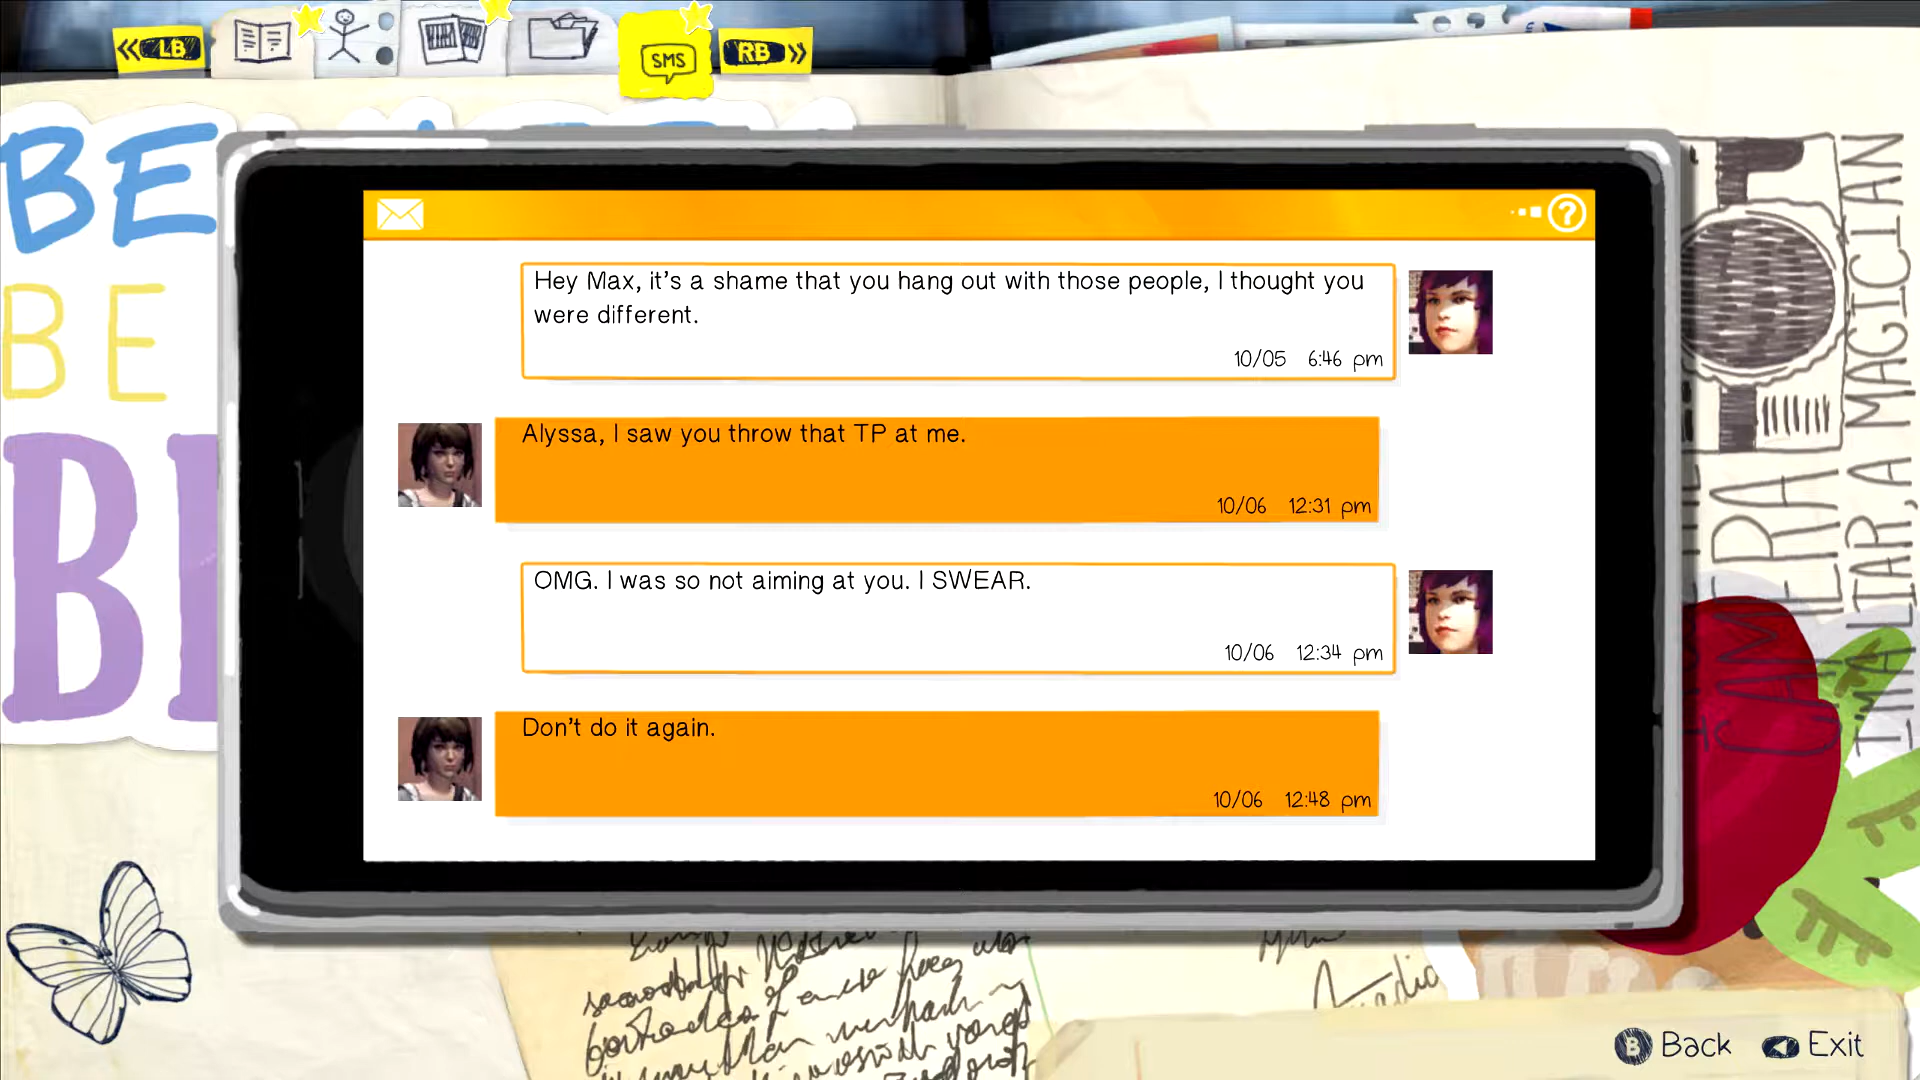 LB
SMS
RB
BE
BE
Hey Max, it's a shame that you hang out with those people, I thought you
were different.
10/05 6:46 pm
Alyssa, I saw you throw that TP at me.
10/06 12:31 pm
OMG. I was so not aiming at you. I SWEAR.
10/06 12:34 pm
Don't do it again.
10/06 12:48 pm
LIAR, A MAGICIAN
B Back
Exit